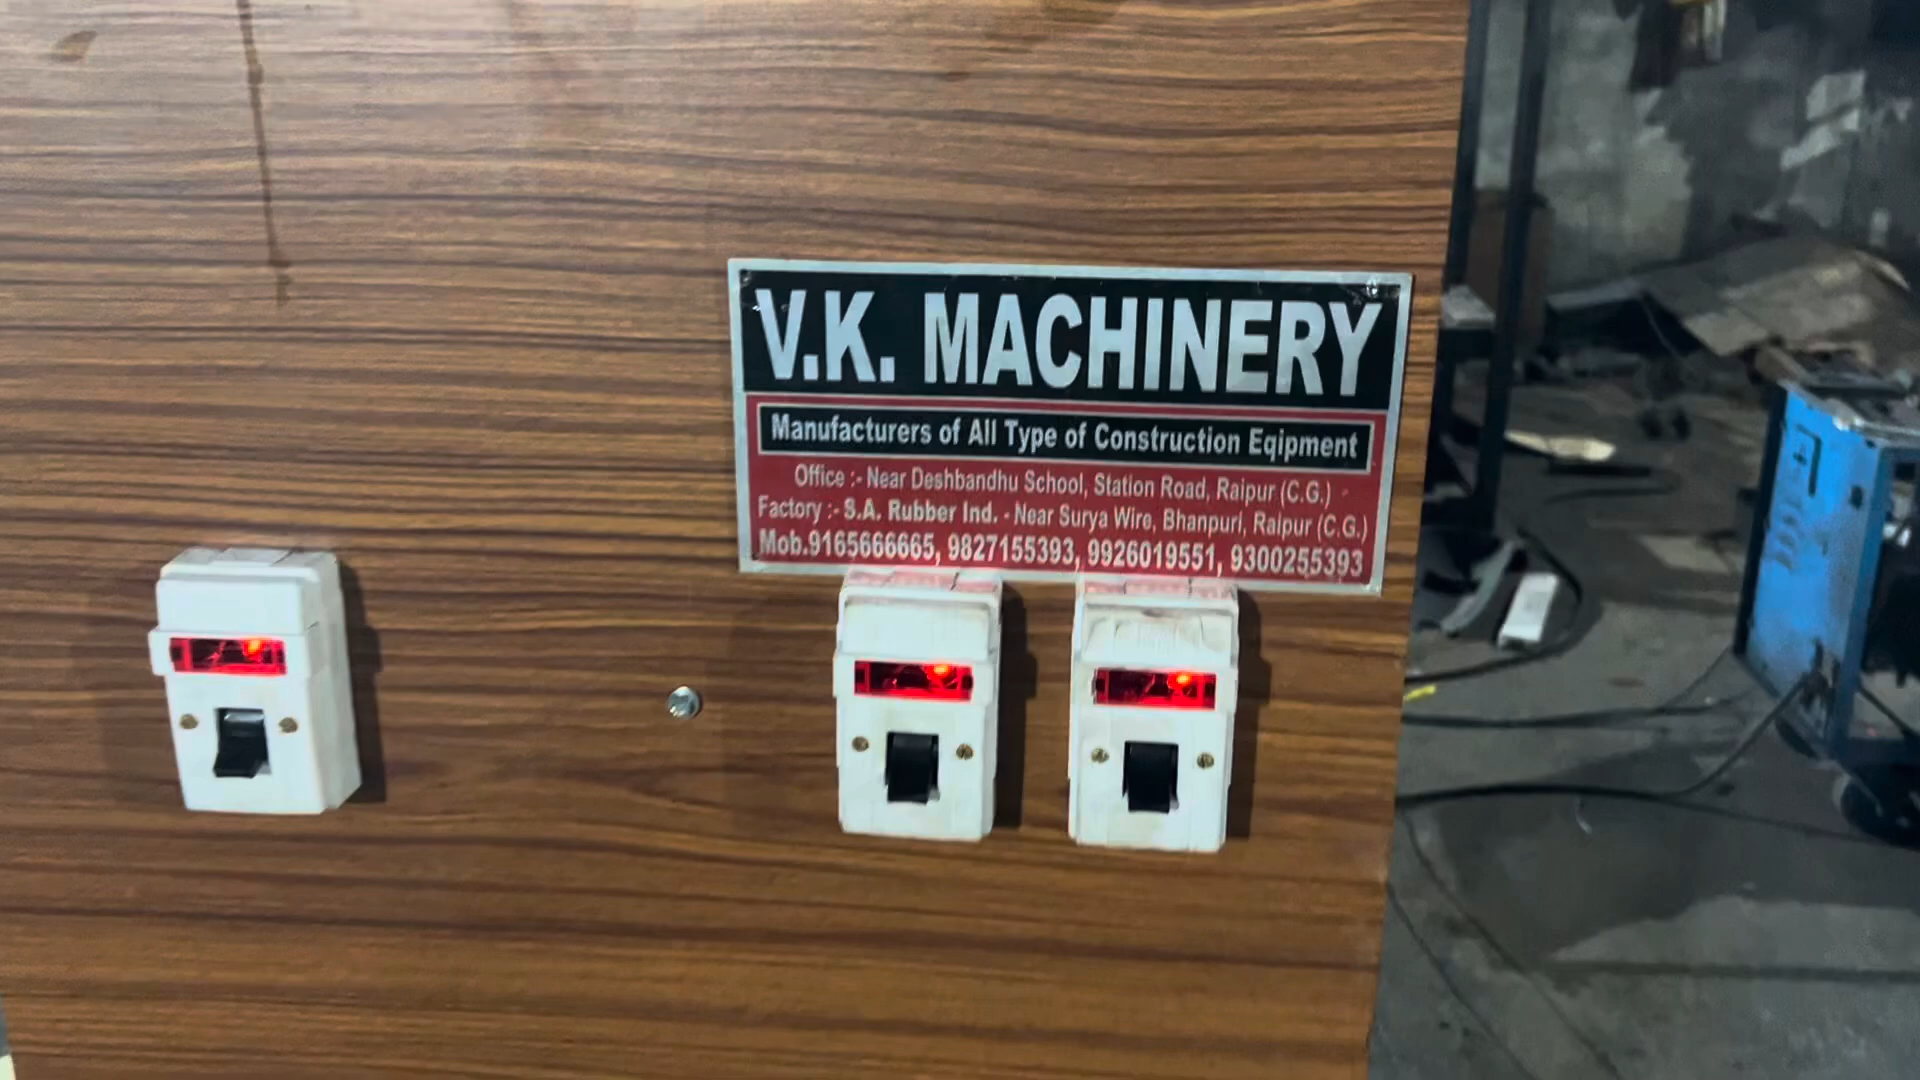 V.K. MACHINERY
Manufacturers of All Type of Construction Eqipment
Office :- Near Deshbandhu School, Station Road, Raipur (C.G.)
Factory :- S.A. Rubber Ind. - Near Surya Wire, Bhanpuri, Raipur (C.G.)
Mob.9165666665, 9827155393, 9926019551, 9300255393